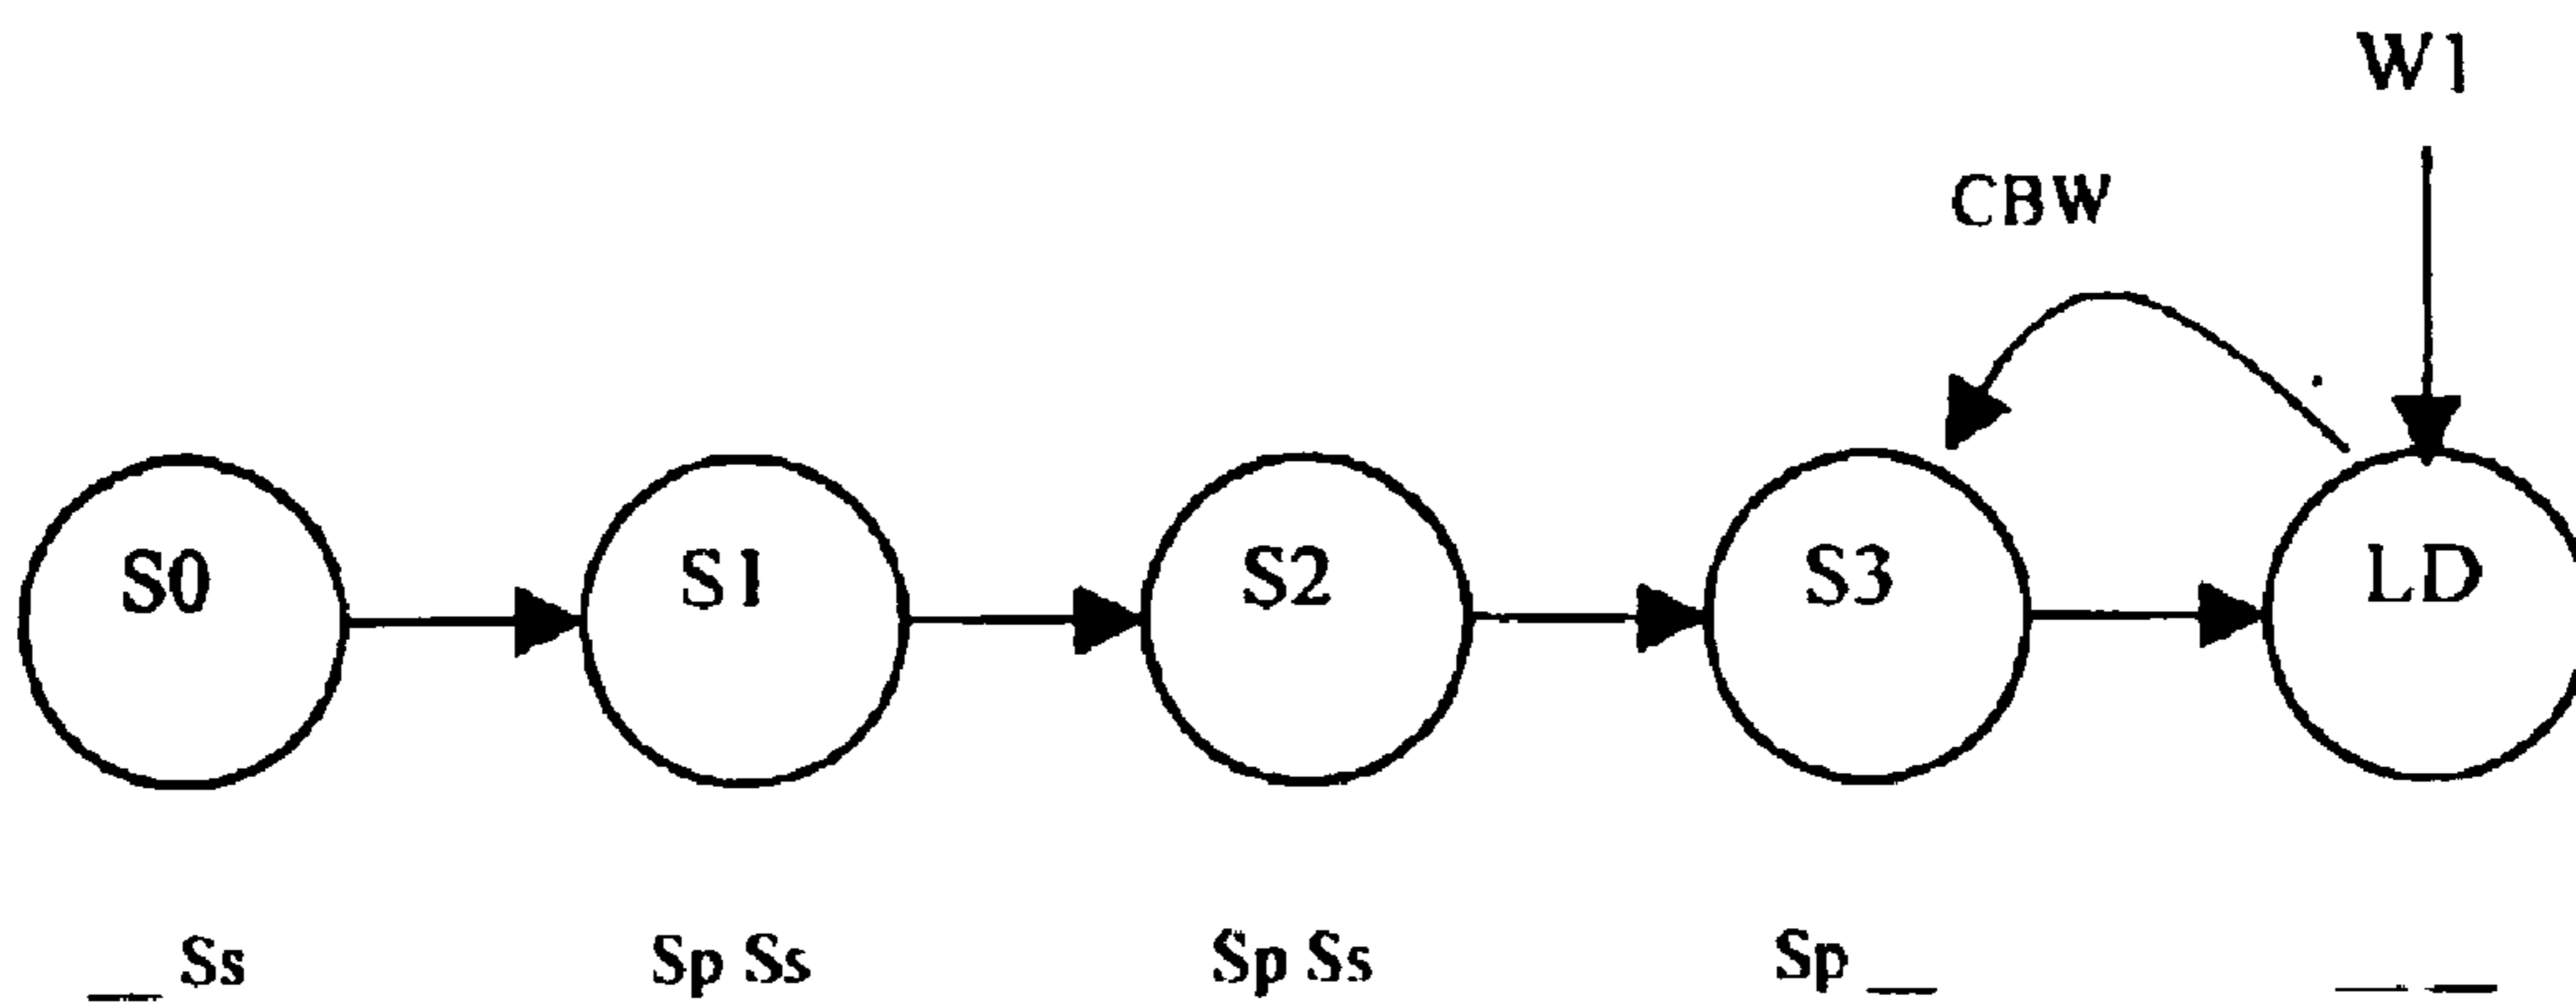 W1
CBW
S0 S1 S2 S3 LD
__ Ss Sp Ss Sp Ss Sp __ __ __